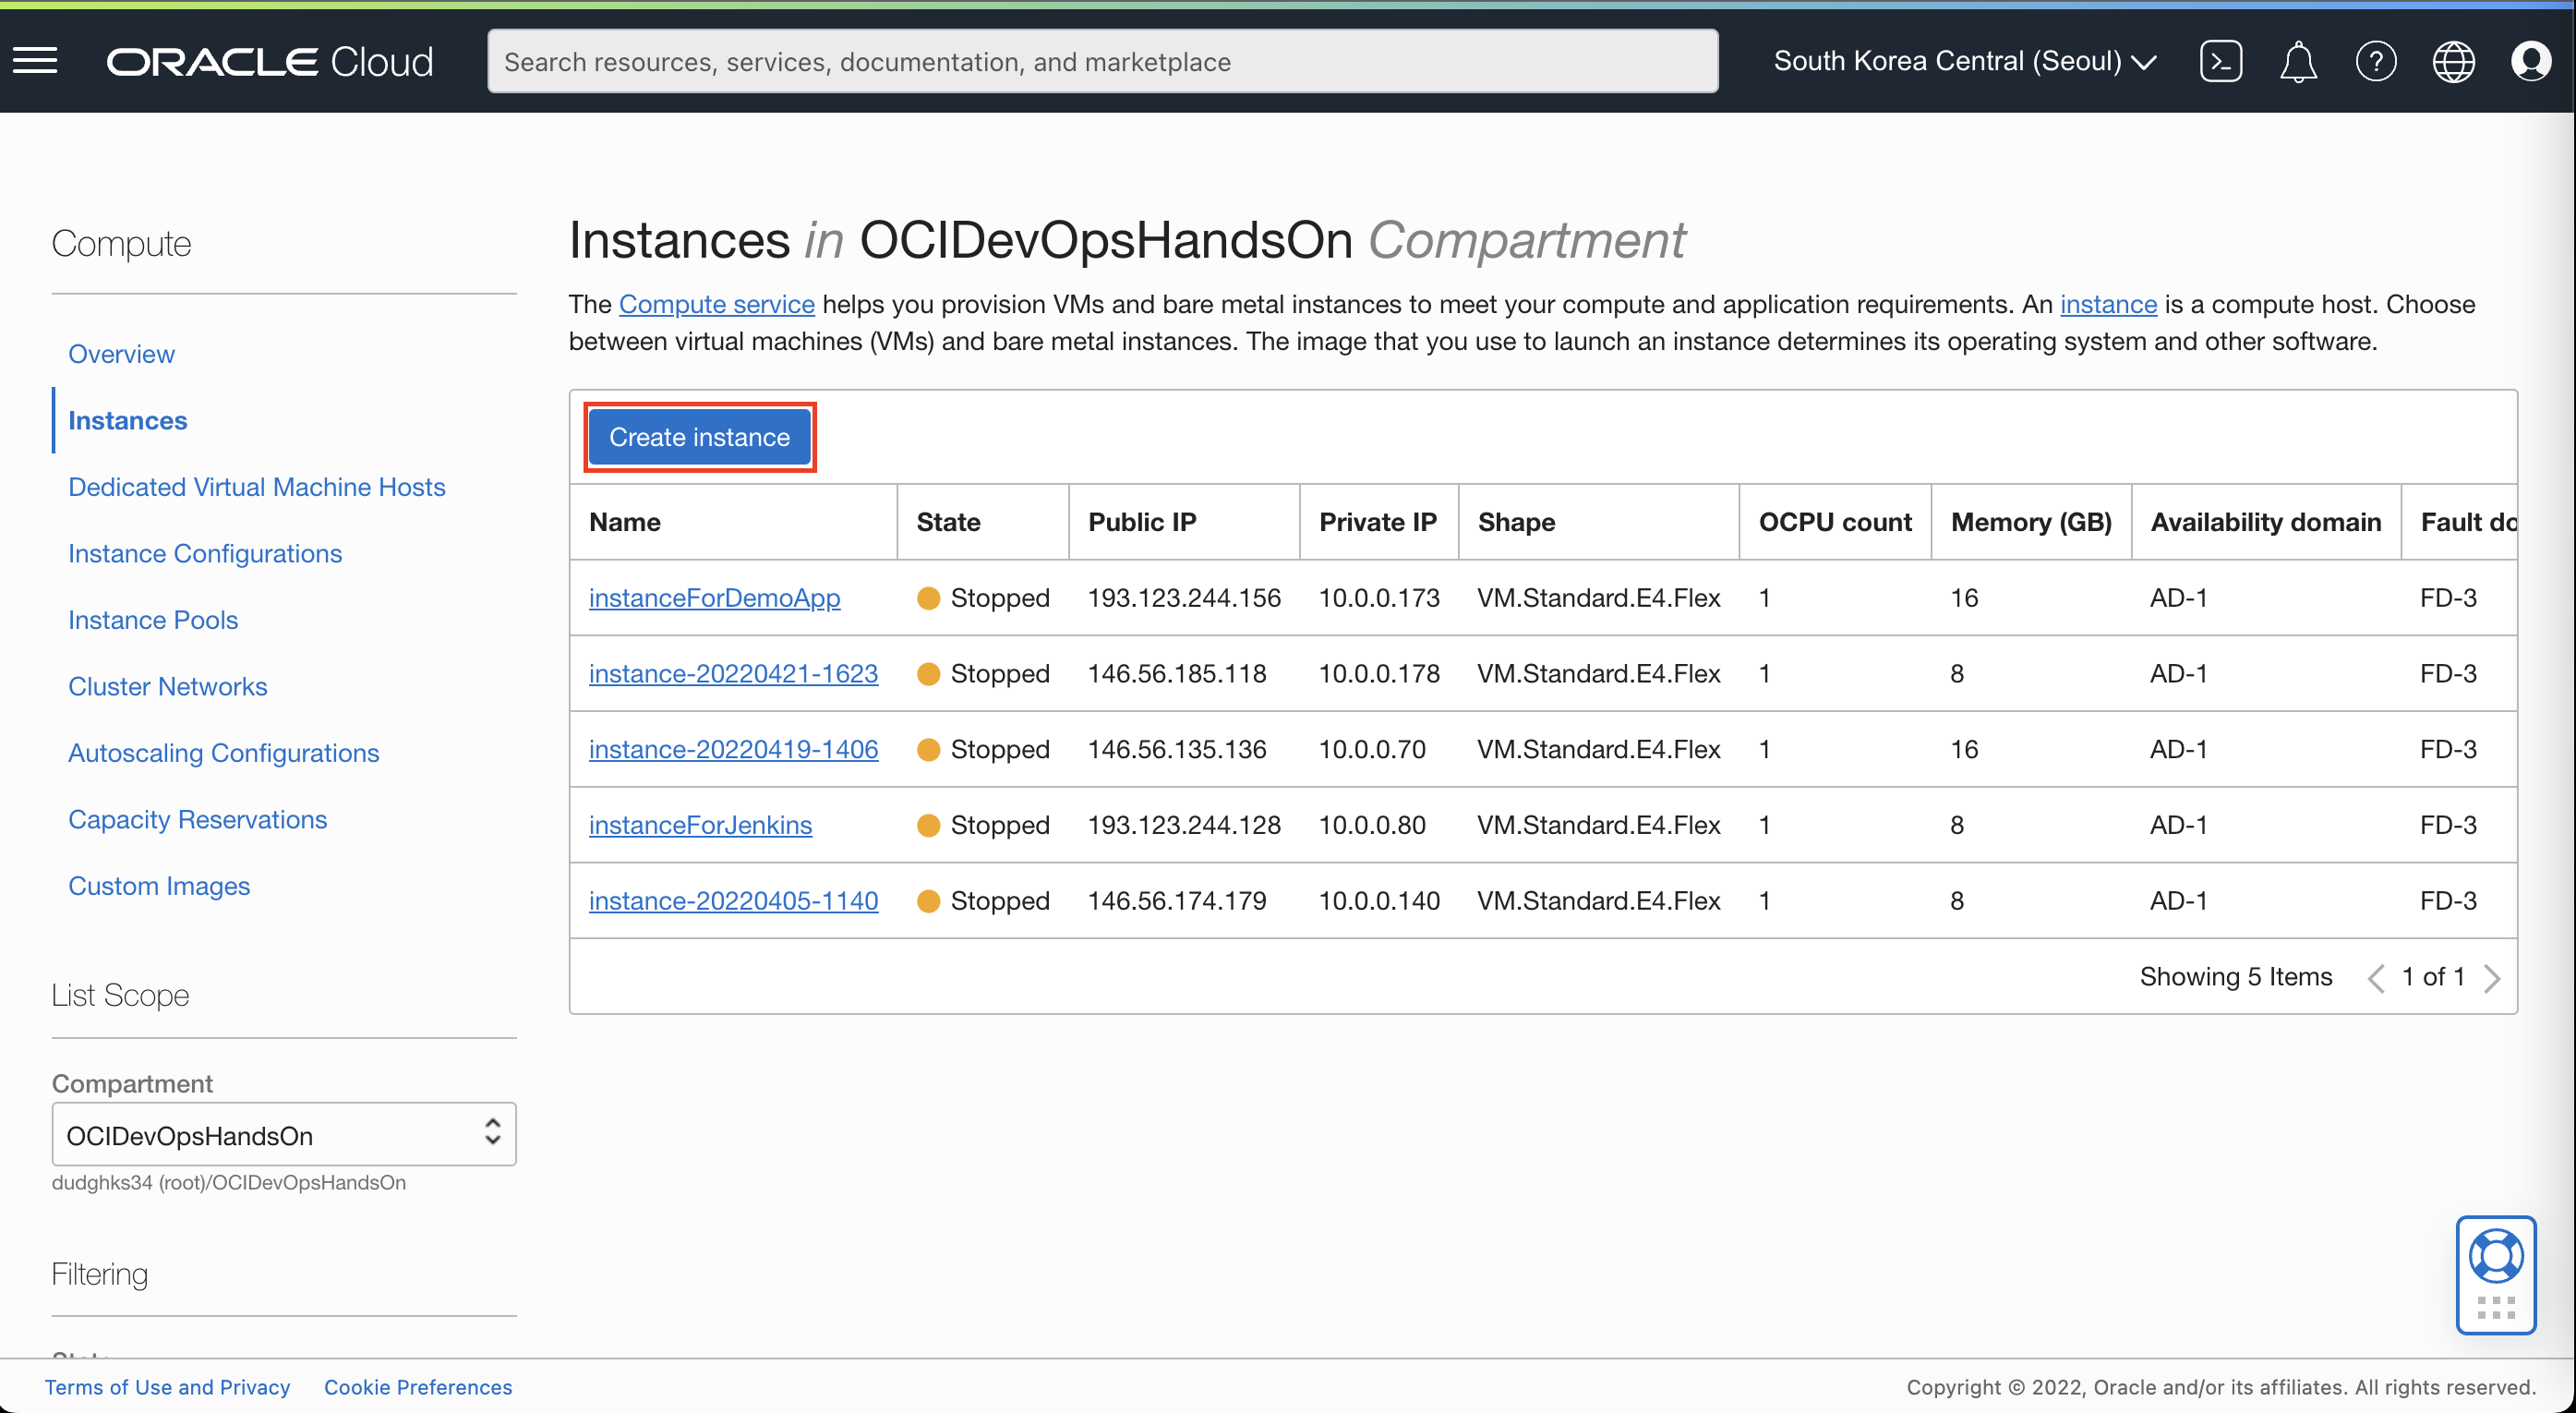 ORACLE Cloud
Search resources, services, documentation, and marketplace
South Korea Central (Seoul)
Compute
Overview
Instances
Dedicated Virtual Machine Hosts
Instance Configurations
Instance Pools
Cluster Networks
Autoscaling Configurations
Capacity Reservations
Custom Images
List Scope
Compartment
OCIDevOpsHandsOn
dudghks34 (root)/OCIDevOpsHandsOn
Filtering
Instances in OCIDevOpsHandsOn Compartment
The Compute service helps you provision VMs and bare metal instances to meet your compute and application requirements. An instance is a compute host. Choose
between virtual machines (VMs) and bare metal instances. The image that you use to launch an instance determines its operating system and other software.
Create instance
Name State Public IP Private IP Shape OCPU count Memory (GB) Availability domain Fault do
instanceForDemoApp Stopped 193.123.244.156 10.0.0.173 VM.Standard.E4.Flex 1 16 AD-1 FD-3
instance-20220421-1623 Stopped 146.56.185.118 10.0.0.178 VM.Standard.E4.Flex 1 8 AD-1 FD-3
instance-20220419-1406 Stopped 146.56.135.136 10.0.0.70 VM.Standard.E4.Flex 1 16 AD-1 FD-3
instanceForJenkins Stopped 193.123.244.128 10.0.0.80 VM.Standard.E4.Flex 1 8 AD-1 FD-3
instance-20220405-1140 Stopped 146.56.174.179 10.0.0.140 VM.Standard.E4.Flex 1 8 AD-1 FD-3
Showing 5 Items 1 of 1
Terms of Use and Privacy Cookie Preferences
Copyright © 2022, Oracle and/or its affiliates. All rights reserved.